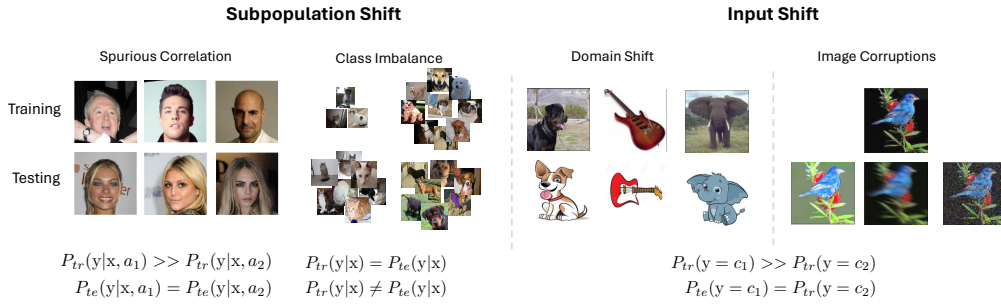 Subpopulation Shift
Input Shift
Spurious Correlation
Class Imbalance
Domain Shift
Image Corruptions
Training
Testing
P_{tr}(y|x, a_1) >> P_{tr}(y|x, a_2)
P_{te}(y|x, a_1) = P_{te}(y|x, a_2)
P_{tr}(y|x) = P_{te}(y|x)
P_{tr}(y|x) ≠ P_{te}(y|x)
P_{tr}(y = c_1) >> P_{tr}(y = c_2)
P_{te}(y = c_1) = P_{tr}(y = c_2)